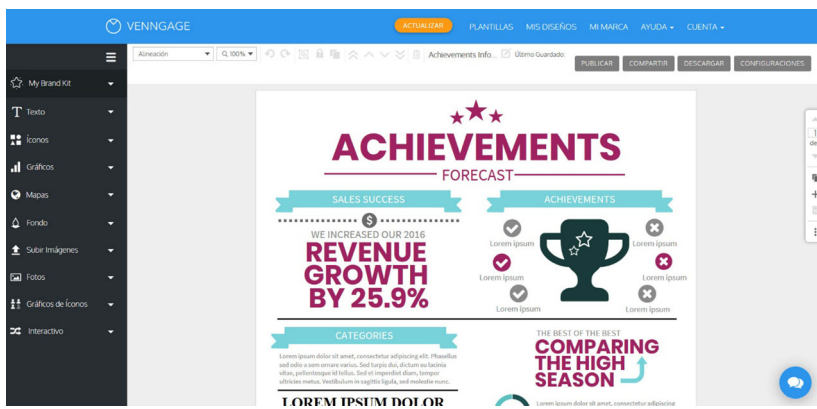 VENNGAGE
ACTUALIZAR PLANTILLAS MIS DISEÑOS MI MARCA AYUDA CUENTA
Alineación 100% Achievements Info... Último Guardado:
PUBLICAR COMPARTIR DESCARGAR CONFIGURACIONES
My Brand Kit
Texto
Íconos
Gráficos
Mapas
Fondo
Subir Imágenes
Fotos
Gráficos de Íconos
Interactivo
ACHIEVEMENTS
FORECAST
SALES SUCCESS
$
WE INCREASED OUR 2016
REVENUE
GROWTH
BY 25.9%
ACHIEVEMENTS
Lorem ipsum Lorem ipsum
Lorem ipsum Lorem ipsum
Lorem ipsum Lorem ipsum
CATEGORIES
Lorem ipsum dolor sit amet, consectetur adipiscing elit. Phasellus
sed odio a sem ornare varius. Sed turpis dui, dictum eu lacinia
vitae, pellentesque id tellus. Sed et imperdiet diam, tempor
ultricies metus. Vestibulum in sagittis ligula, sed molestie nunc.
LOREM IPSUM DOLOR
THE BEST OF THE BEST
COMPARING
THE HIGH
SEASON
Lorem ipsum dolor sit amet, consectetur adipiscing
1
de